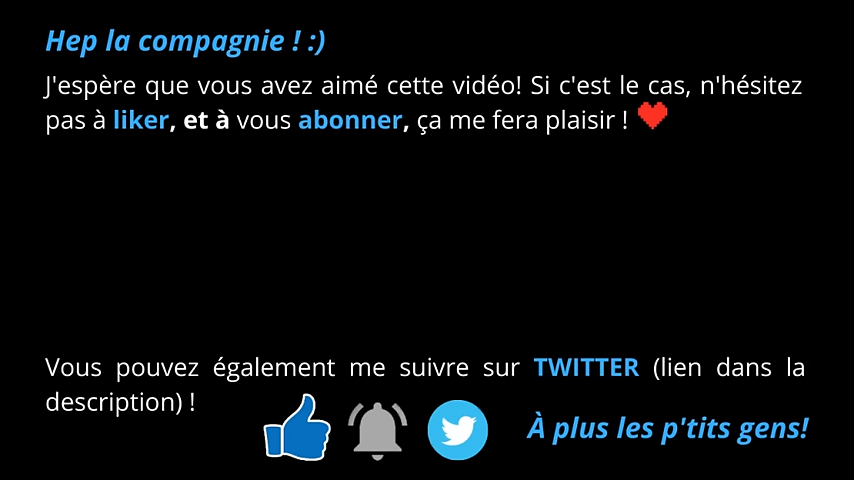 Hep la compagnie ! :)
J'espère que vous avez aimé cette vidéo! Si c'est le cas, n'hésitez
pas à liker, et à vous abonner, ça me fera plaisir !
Vous pouvez également me suivre sur TWITTER (lien dans la
description) !
À plus les p'tits gens!